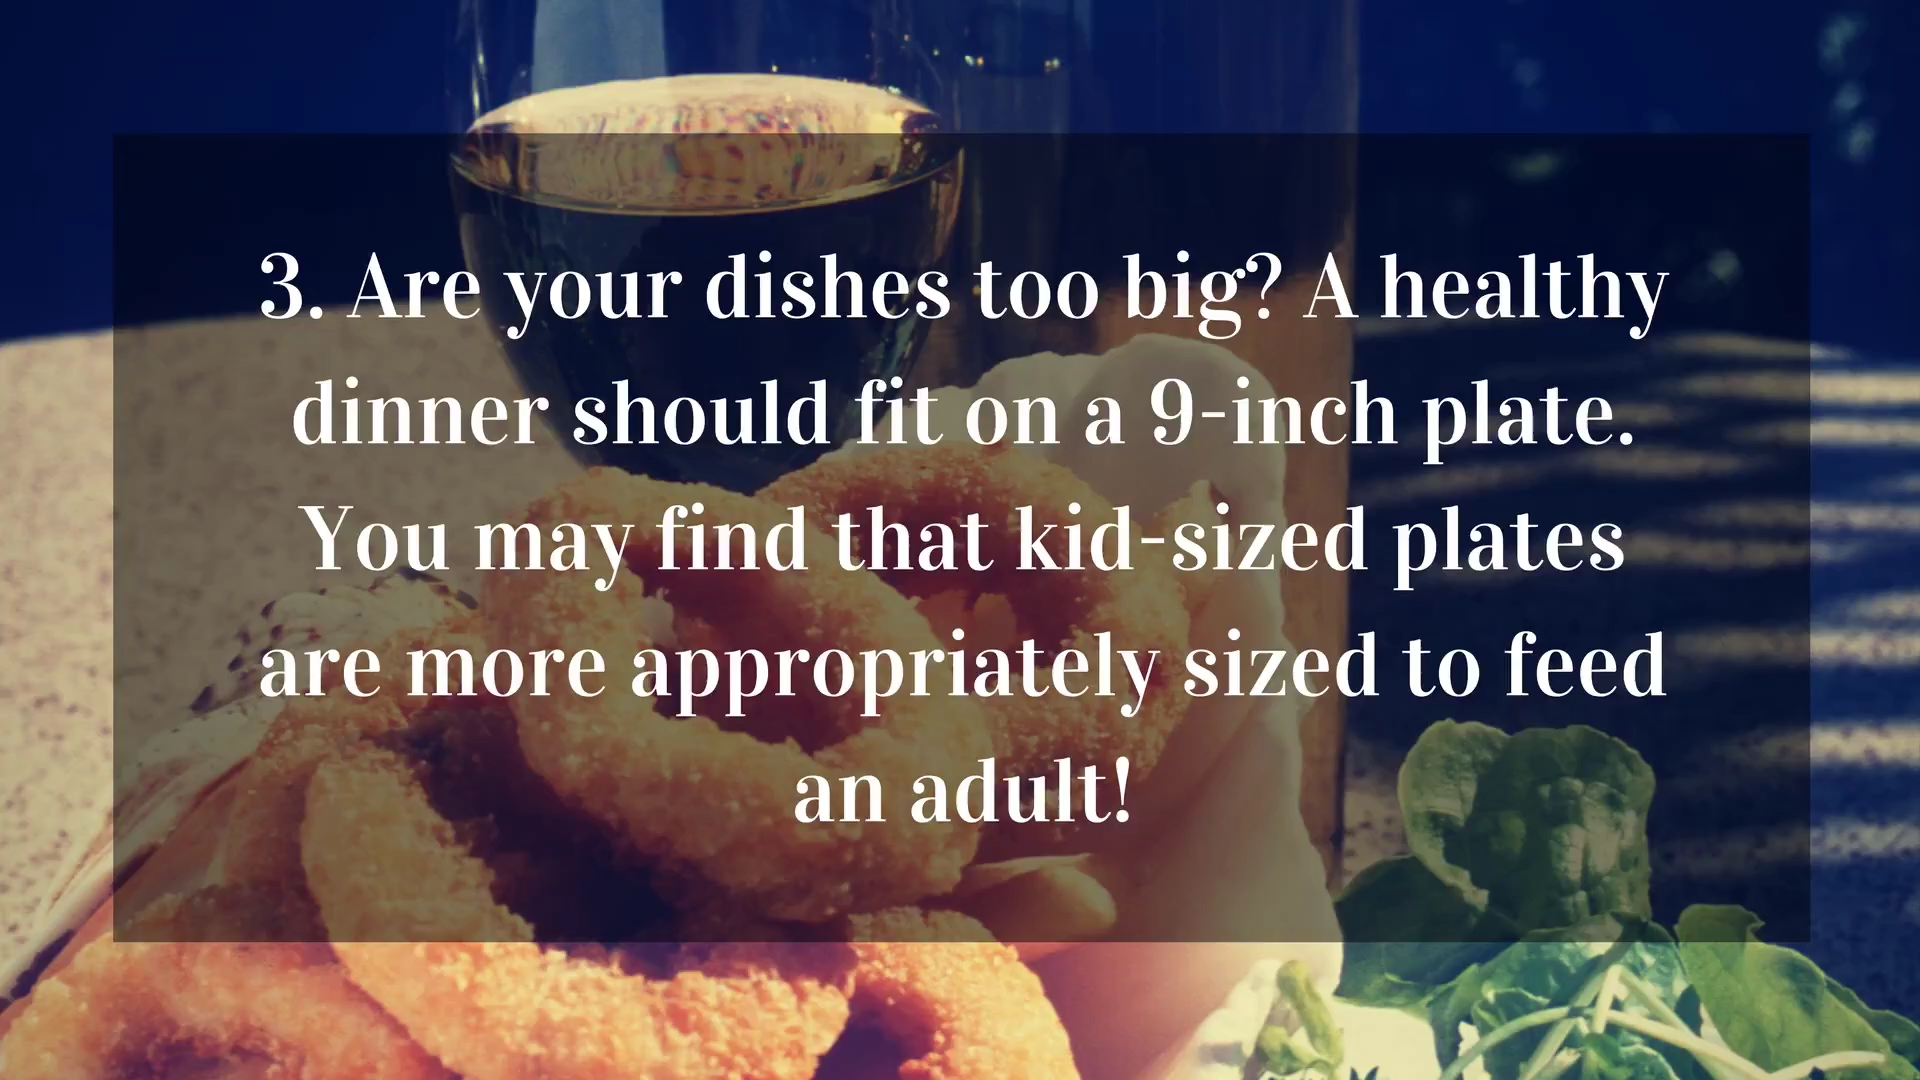 3. Are your dishes too big? A healthy
dinner should fit on a 9-inch plate.
You may find that kid-sized plates
are more appropriately sized to feed
an adult!